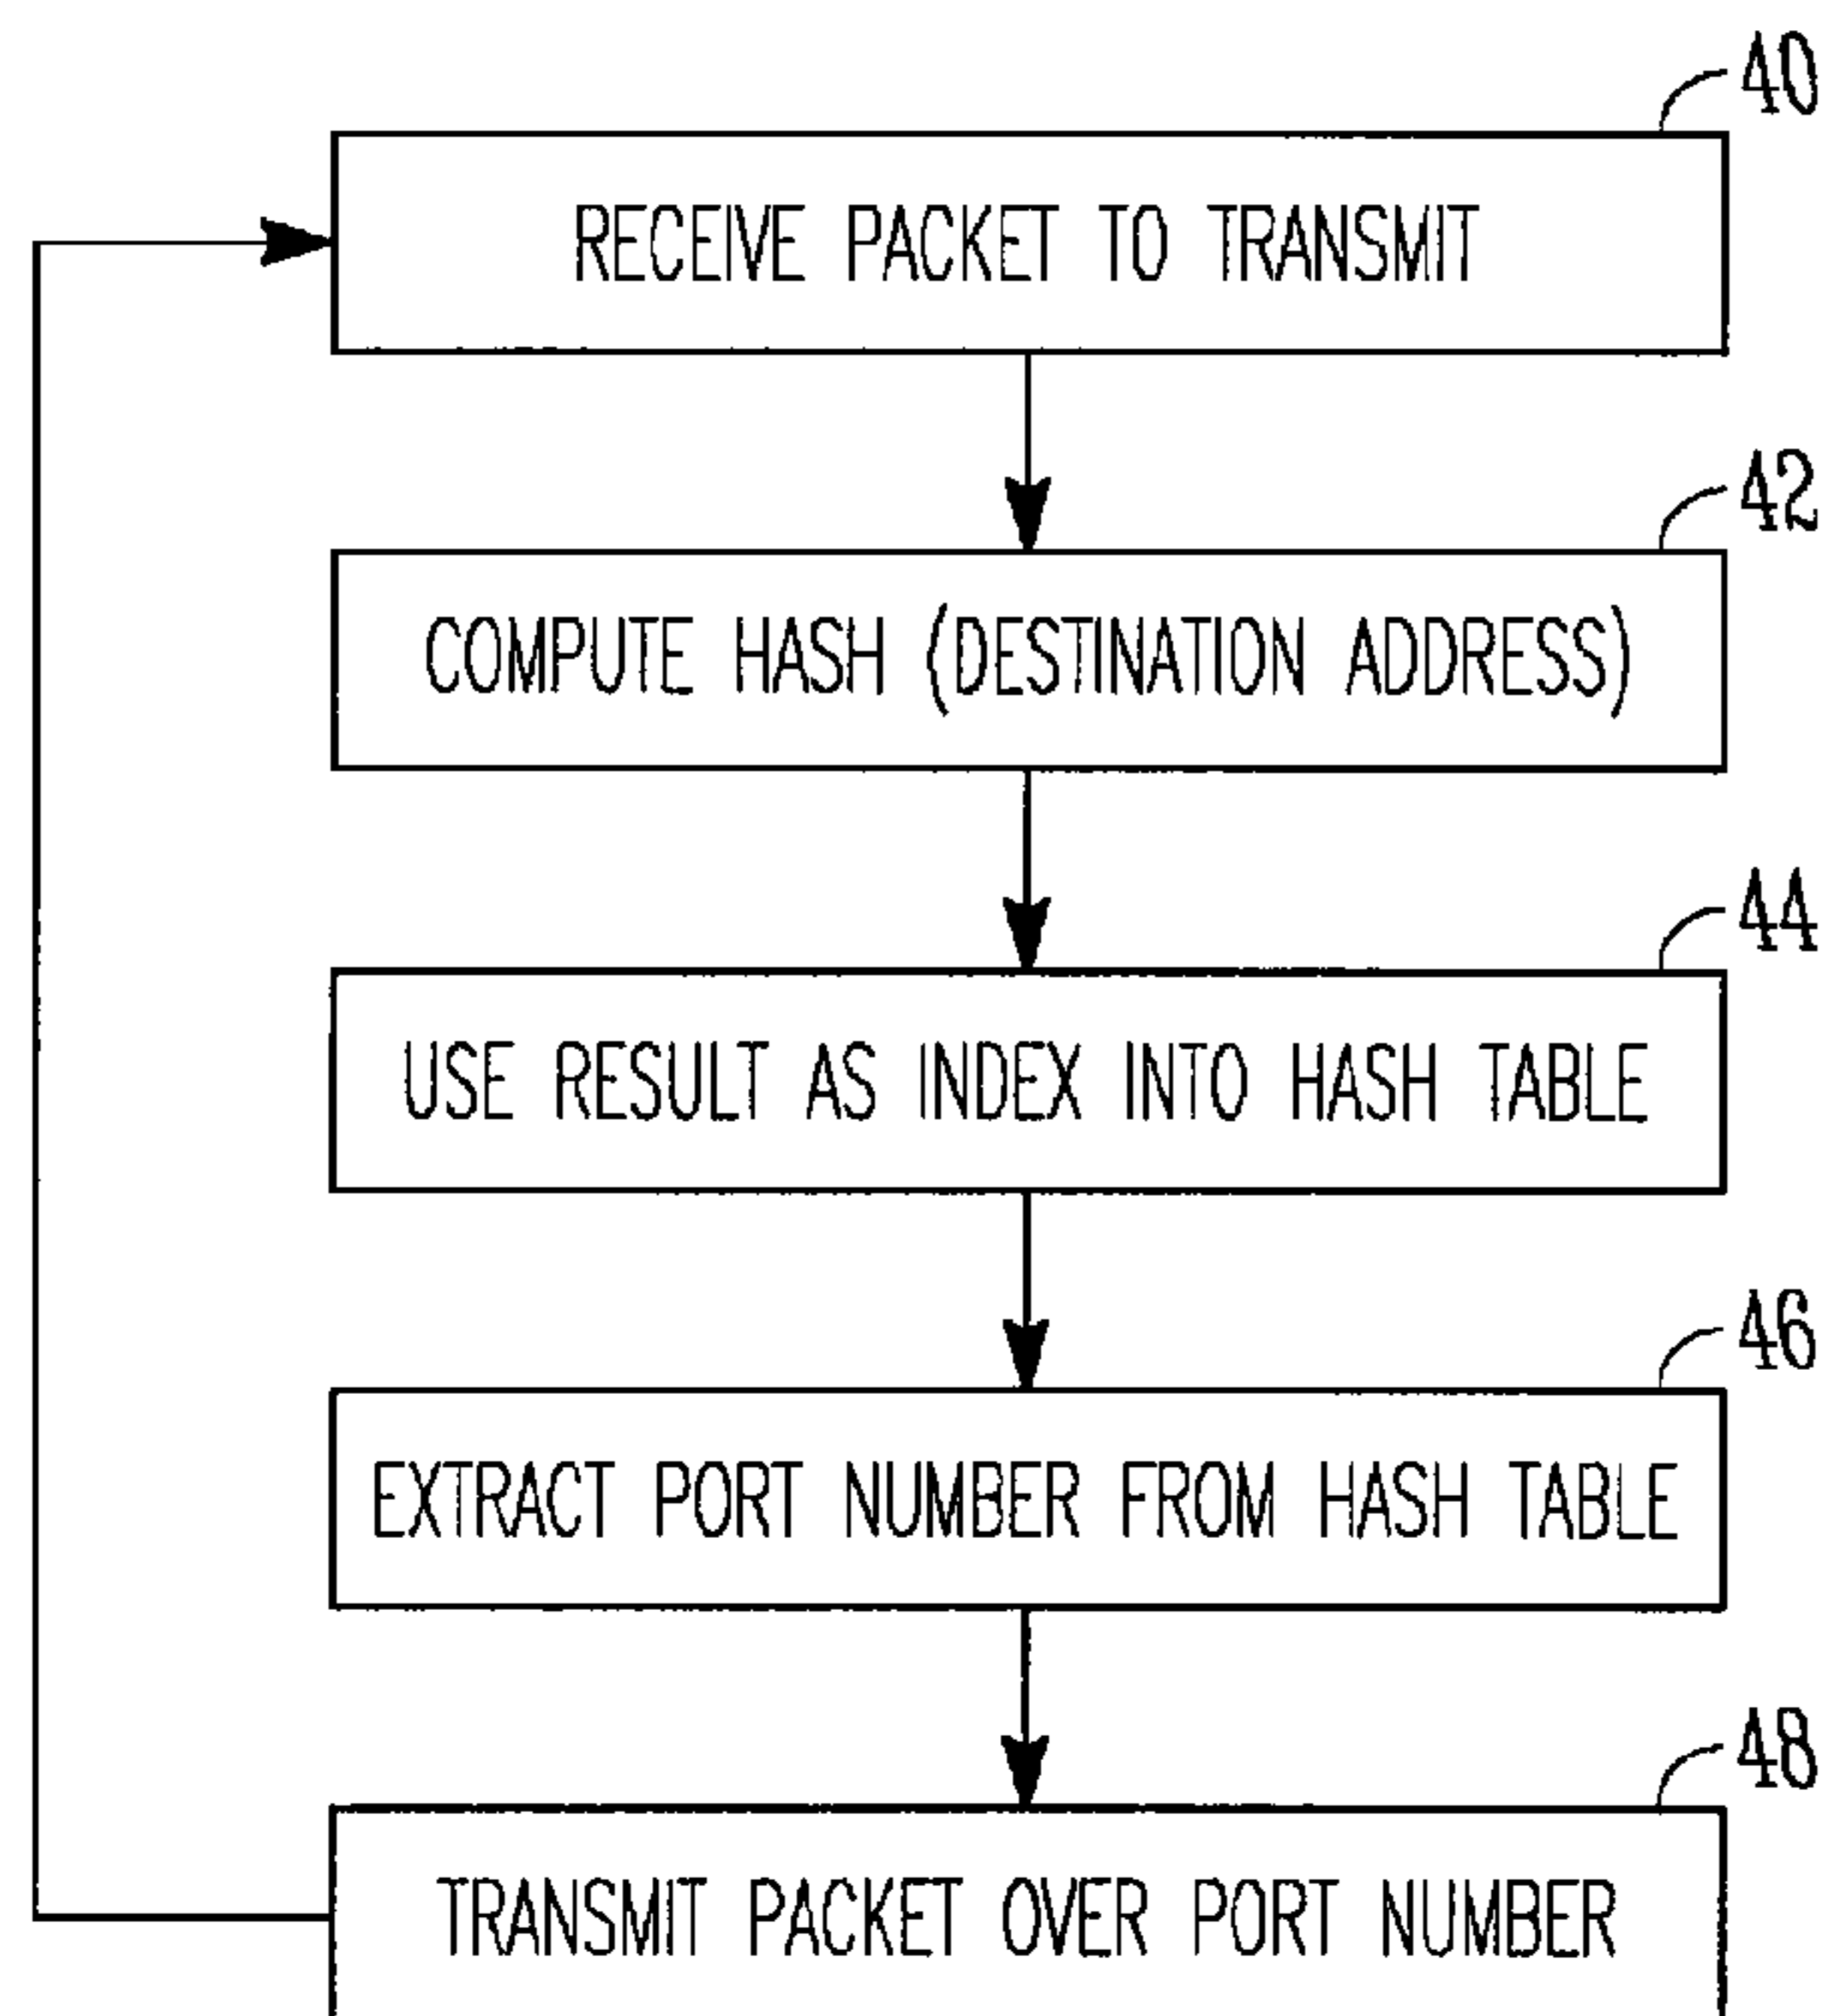 40
RECEIVE PACKET TO TRANSMIT
42
COMPUTE HASH (DESTINATION ADDRESS)
44
USE RESULT AS INDEX INTO HASH TABLE
46
EXTRACT PORT NUMBER FROM HASH TABLE
48
TRANSMIT PACKET OVER PORT NUMBER